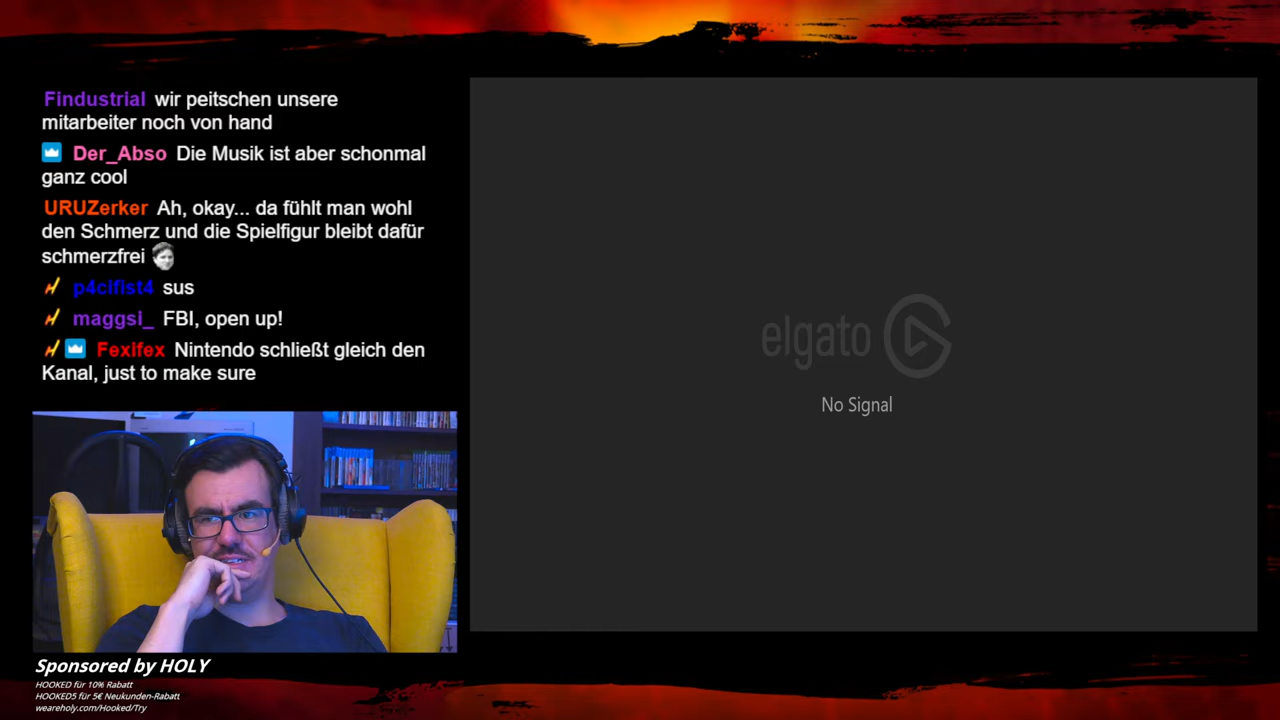 Findustrial wir peitschen unsere
mitarbeiter noch von hand
Der_Abso Die Musik ist aber schonmal
ganz cool
URUZerker Ah, okay... da fühlt man wohl
den Schmerz und die Spielfigur bleibt dafür
schmerzfrei
p4cifist4 sus
maggsi_ FBI, open up!
Fexifex Nintendo schließt gleich den
Kanal, just to make sure
elgato
No Signal
Sponsored by HOLY
HOOKED für 10% Rabatt
HOOKED5 für 5€ Neukunden-Rabatt
weareholy.com/Hooked/Try